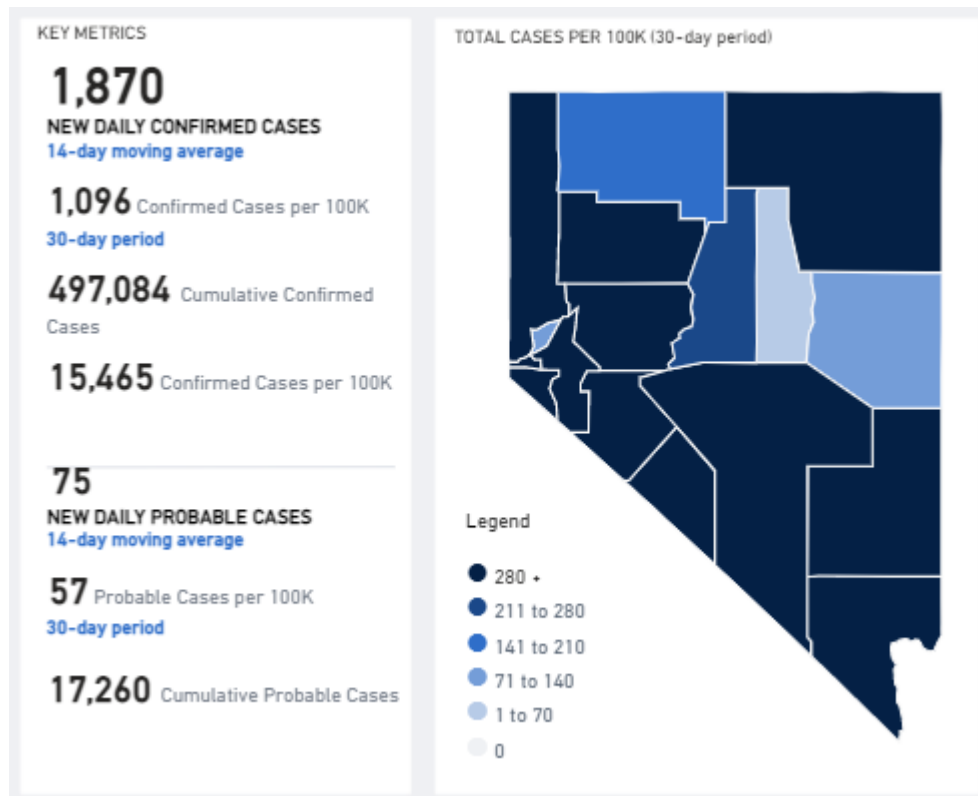 KEY METRICS
1,870
NEW DAILY CONFIRMED CASES
14-day moving average
1,096 Confirmed Cases per 100K
30-day period
497,084 Cumulative Confirmed
Cases
15,465 Confirmed Cases per 100K
75
NEW DAILY PROBABLE CASES
14-day moving average
57 Probable Cases per 100K
30-day period
17,260 Cumulative Probable Cases
TOTAL CASES PER 100K (30-day period)
Legend
280 +
211 to 280
141 to 210
71 to 140
1 to 70
0